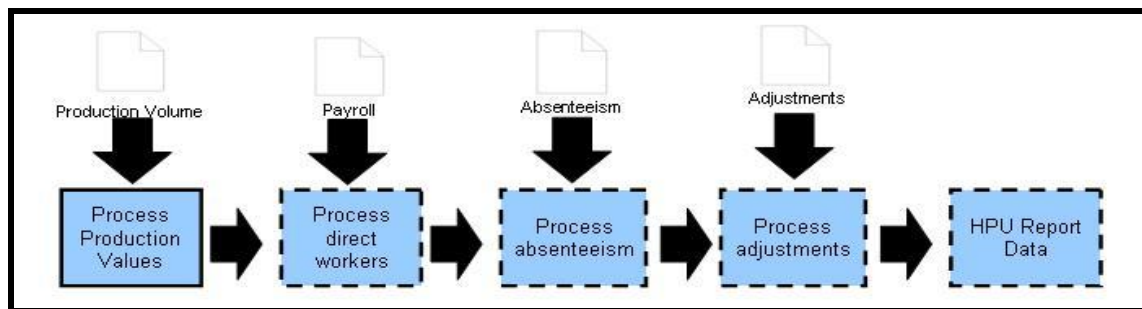 Production Volume
Payroll
Absenteeism
Adjustments
Process
Production
Values
Process
direct
workers
Process
absenteeism
Process
adjustments
HPU Report
Data